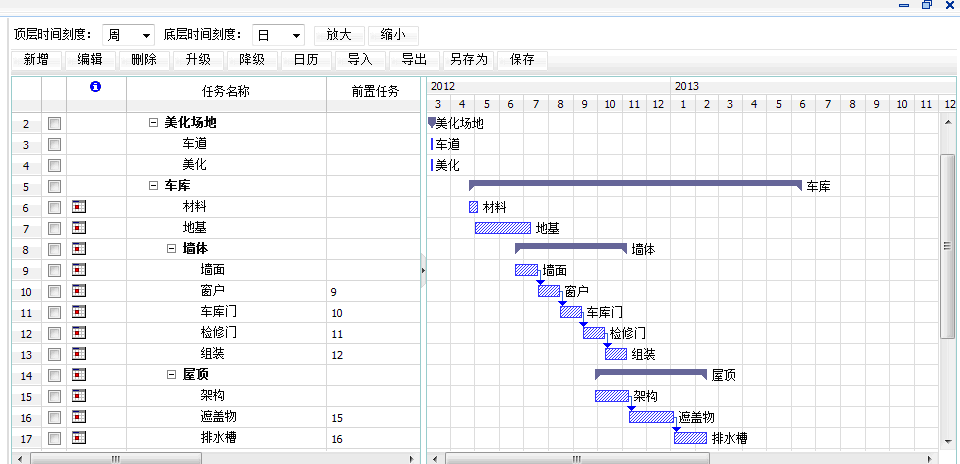 顶层时间刻度： 周 底层时间刻度： 日 放大 缩小
新增 编辑 删除 升级 降级 日历 导入 导出 另存为 保存
任务名称 前置任务 2012 2013
3 4 5 6 7 8 9 10 11 12 1 2 3 4 5 6 7 8 9 10 11 12
2 美化场地 美化场地
3 车道 车道
4 美化 美化
5 车库 车库
6 材料 材料
7 地基 地基
8 墙体 墙体
9 墙面 墙面
10 窗户 9 窗户
11 车库门 10 车库门
12 检修门 11 检修门
13 组装 12 组装
14 屋顶 屋顶
15 架构 架构
16 遮盖物 15 遮盖物
17 排水槽 16 排水槽